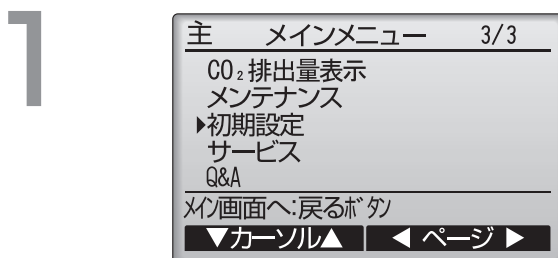 1
主 メインメニュー 3/3
CO₂排出量表示
メンテナンス
▶初期設定
サービス
Q&A
ﾒｲﾝ画面へ:戻るﾎﾞﾀﾝ
▼カーソル▲ ◀ ページ ▶